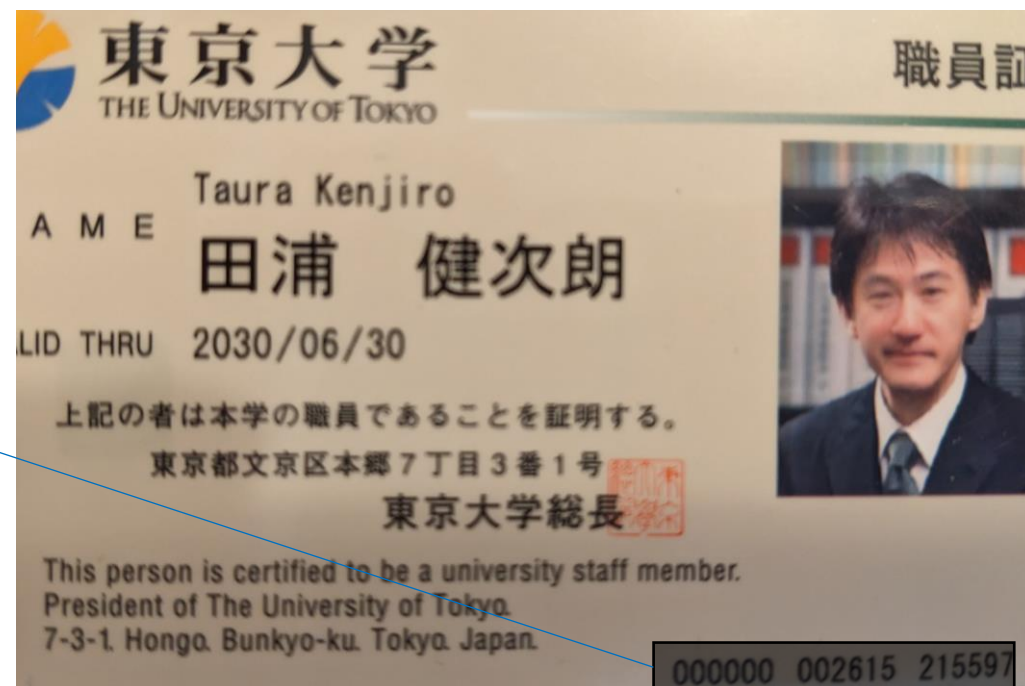 東京大学
THE UNIVERSITY OF TOKYO
職員証
Taura Kenjiro
AME
田浦 健次朗
LID THRU 2030/06/30
上記の者は本学の職員であることを証明する。
東京都文京区本郷7丁目3番1号
東京大学総長
This person is certified to be a university staff member.
President of The University of Tokyo.
7-3-1. Hongo. Bunkyo-ku. Tokyo. Japan.
000000 002615 215597